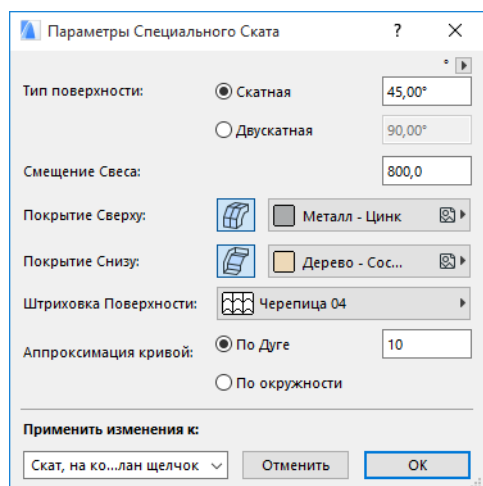 Параметры Специального Ската ?
°
Тип поверхности: Скатная 45,00°
Двускатная 90,00°
Смещение Свеса: 800,0
Покрытие Сверху: Металл - Цинк
Покрытие Снизу: Дерево - Сос...
Штриховка Поверхности: Черепица 04
Аппроксимация кривой: По Дуге 10
По окружности
Применить изменения к:
Скат, на ко...лан щелчок Отменить ОК